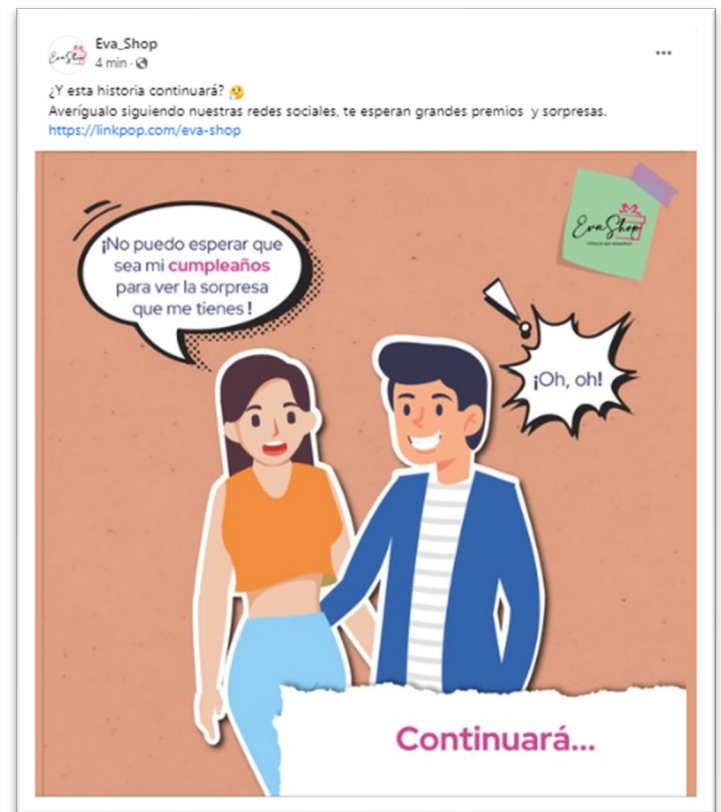 Eva_Shop
4 min
¿Y esta historia continuará? 🤔
Averígualo siguiendo nuestras redes sociales, te esperan grandes premios y sorpresas.
https://linkpop.com/eva-shop
¡No puedo esperar que
sea mi cumpleaños
para ver la sorpresa
que me tienes !
Eva Shop
¡Oh, oh!
Continuará...